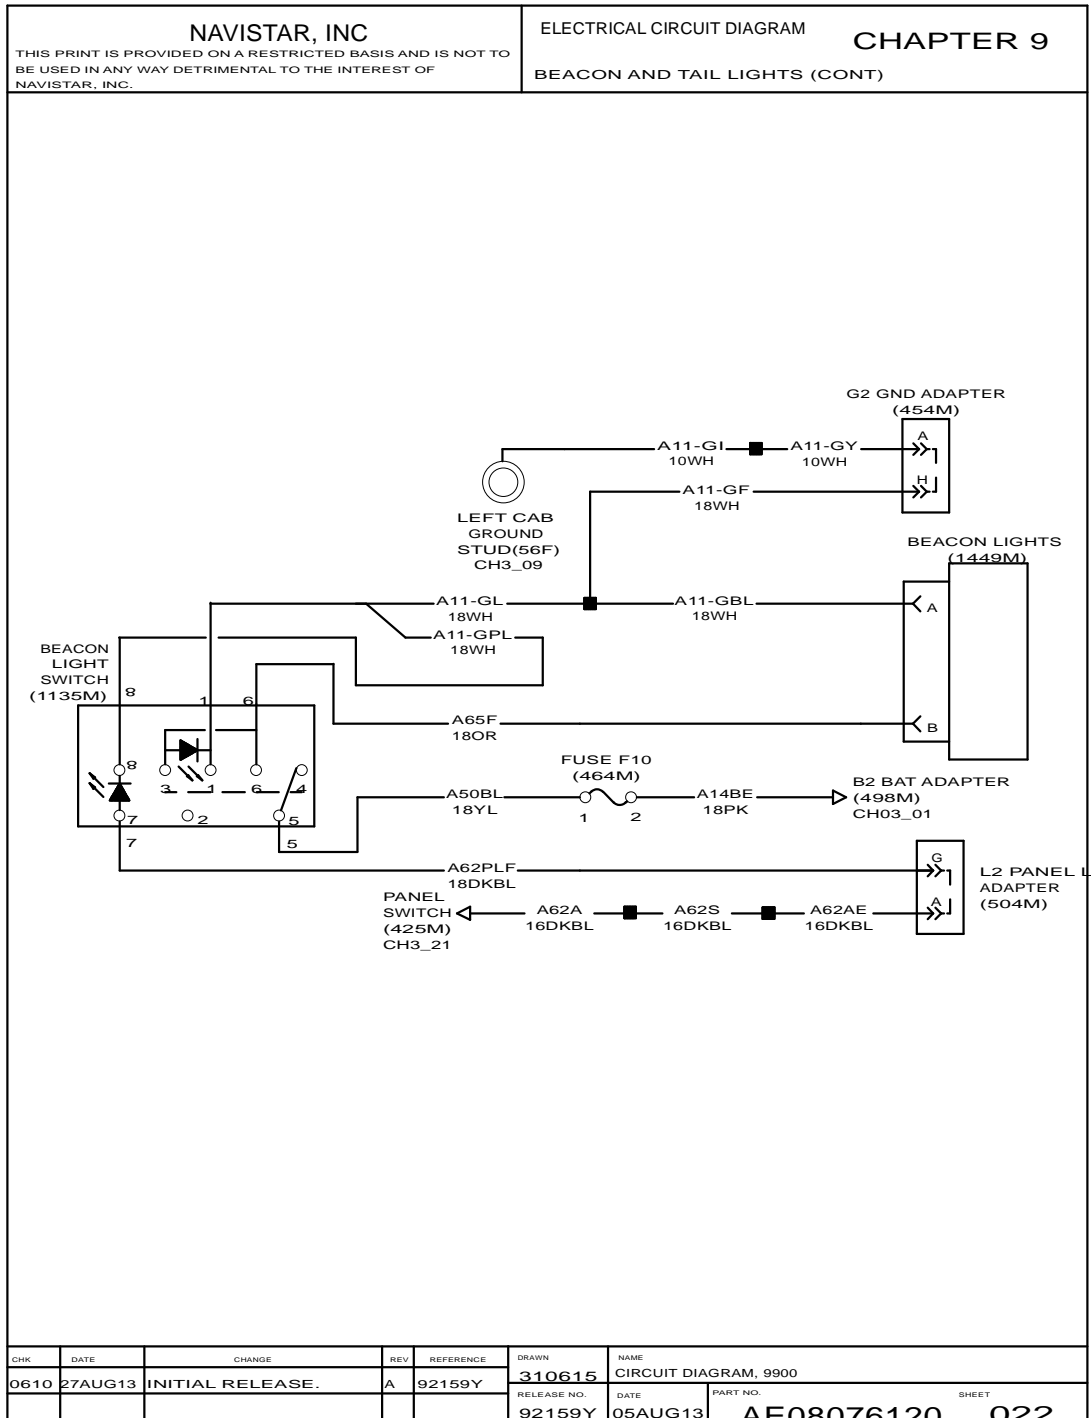 NAVISTAR, INC
THIS PRINT IS PROVIDED ON A RESTRICTED BASIS AND IS NOT TO
BE USED IN ANY WAY DETRIMENTAL TO THE INTEREST OF
NAVISTAR, INC.
ELECTRICAL CIRCUIT DIAGRAM
CHAPTER 9
BEACON AND TAIL LIGHTS (CONT)
G2 GND ADAPTER
(454M)
A
H
A11-GI
10WH
A11-GY
10WH
A11-GF
18WH
LEFT CAB
GROUND
STUD(56F)
CH3_09
BEACON LIGHTS
(1449M)
A
B
A11-GL
18WH
A11-GBL
18WH
A11-GPL
18WH
BEACON
LIGHT
SWITCH
(1135M)
8
1
6
8
3
1
6
4
7
2
5
7
5
A65F
18OR
FUSE F10
(464M)
A50BL
18YL
1
2
A14BE
18PK
B2 BAT ADAPTER
(498M)
CH03_01
A62PLF
18DKBL
G
A
L2 PANEL L
ADAPTER
(504M)
PANEL
SWITCH
(425M)
CH3_21
A62A
16DKBL
A62S
16DKBL
A62AE
16DKBL
CHK
DATE
CHANGE
REV
REFERENCE
0610
27AUG13
INITIAL RELEASE.
A
92159Y
DRAWN
310615
NAME
CIRCUIT DIAGRAM, 9900
RELEASE NO.
92159Y
DATE
05AUG13
PART NO.
AE08076120
SHEET
022